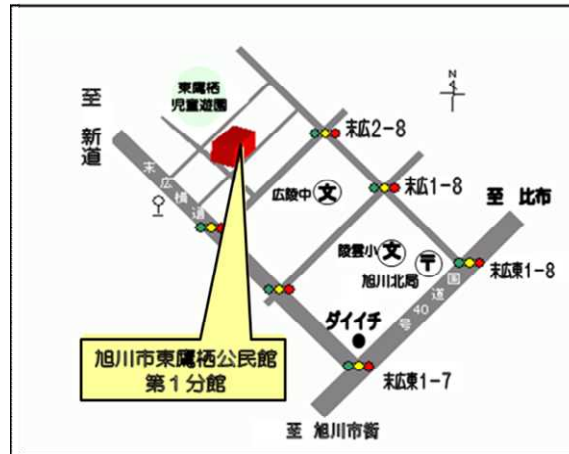 東鷹栖
児童遊園
N
4
至 新道
末広2-8
末広1-8
広陵中
文
至 比布
末広横道
陵雲小
文
〒
旭川北局
末広東1-8
国道40号
ダイイチ
旭川市東鷹栖公民館
第1分館
末広東1-7
至 旭川市街